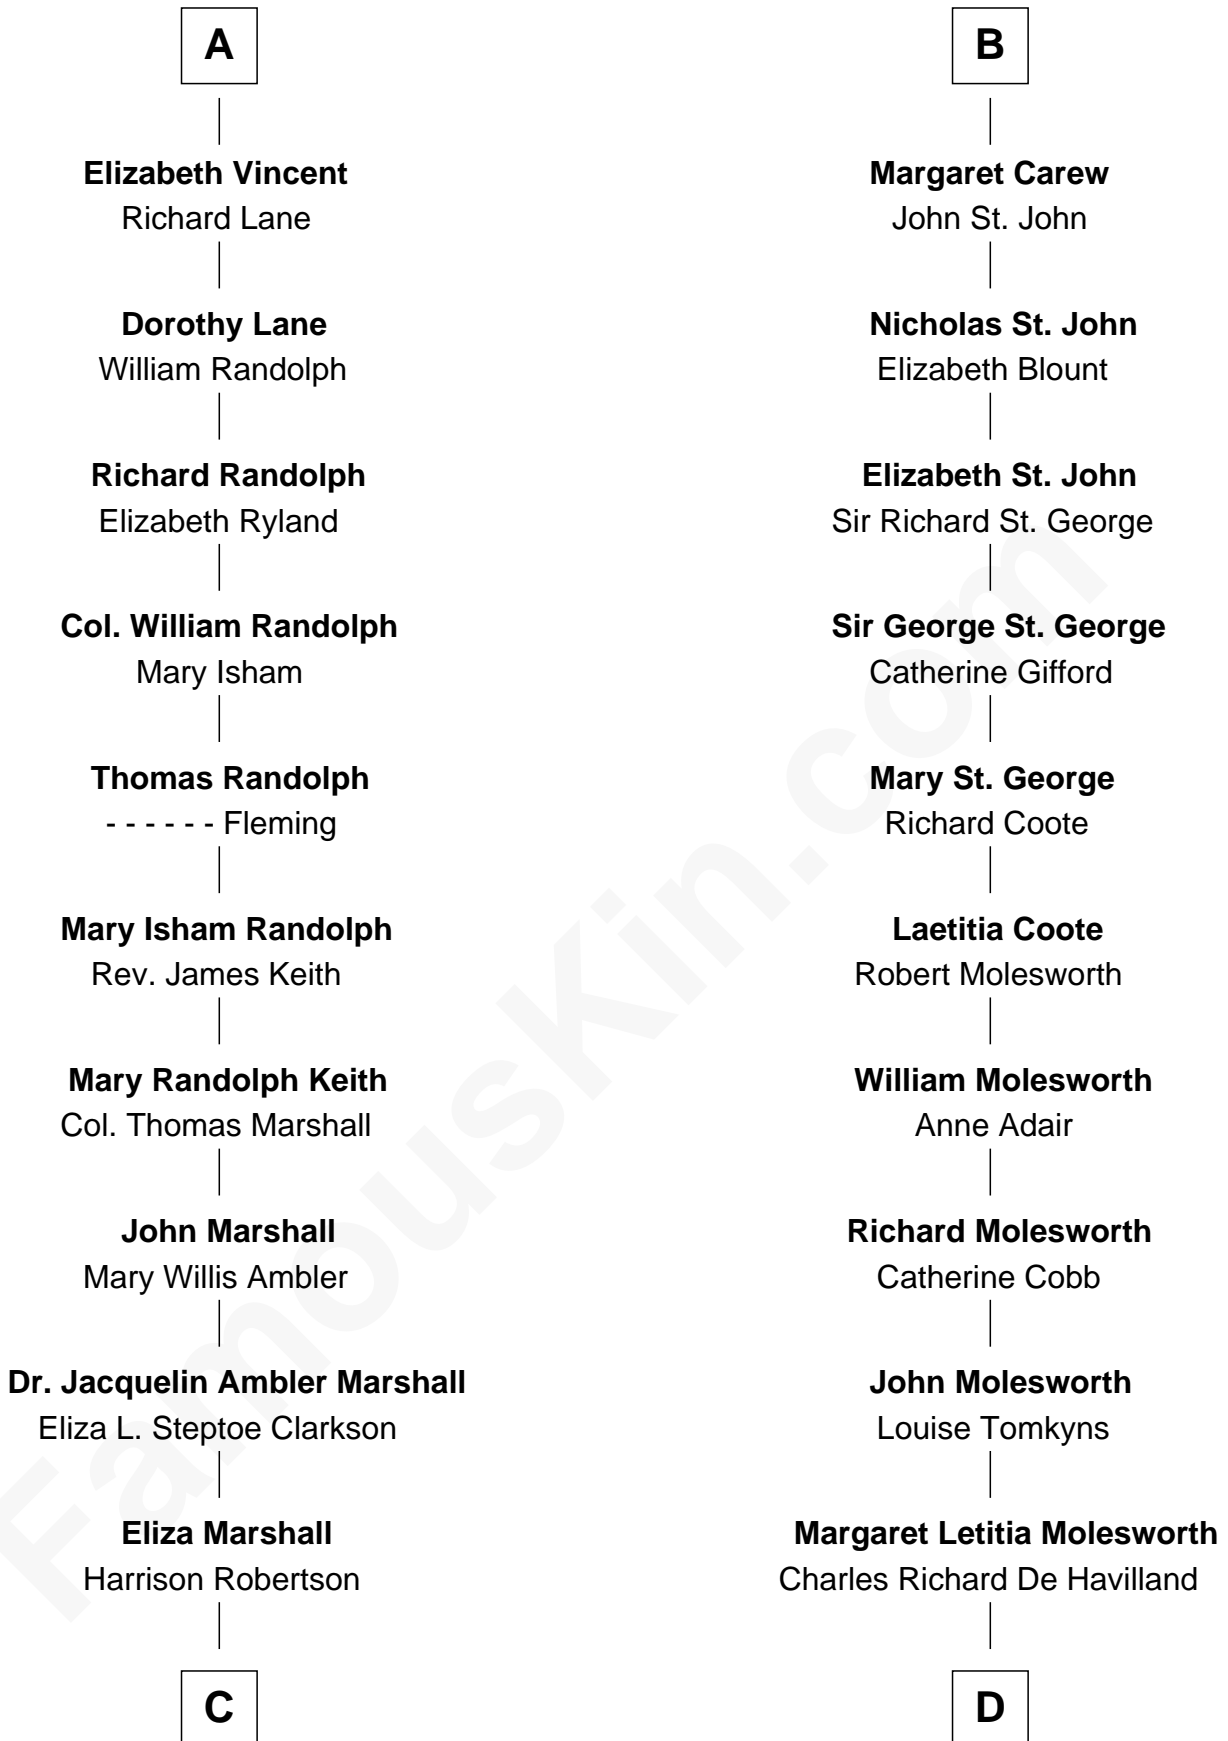 A
Elizabeth Vincent
Richard Lane
Dorothy Lane
William Randolph
Richard Randolph
Elizabeth Ryland
Col. William Randolph
Mary Isham
Thomas Randolph
- - - - - - Fleming
Mary Isham Randolph
Rev. James Keith
Mary Randolph Keith
Col. Thomas Marshall
John Marshall
Mary Willis Ambler
Dr. Jacquelin Ambler Marshall
Eliza L. Steptoe Clarkson
Eliza Marshall
Harrison Robertson
C
B
Margaret Carew
John St. John
Nicholas St. John
Elizabeth Blount
Elizabeth St. John
Sir Richard St. George
Sir George St. George
Catherine Gifford
Mary St. George
Richard Coote
Laetitia Coote
Robert Molesworth
William Molesworth
Anne Adair
Richard Molesworth
Catherine Cobb
John Molesworth
Louise Tomkyns
Margaret Letitia Molesworth
Charles Richard De Havilland
D
FamousKin.com